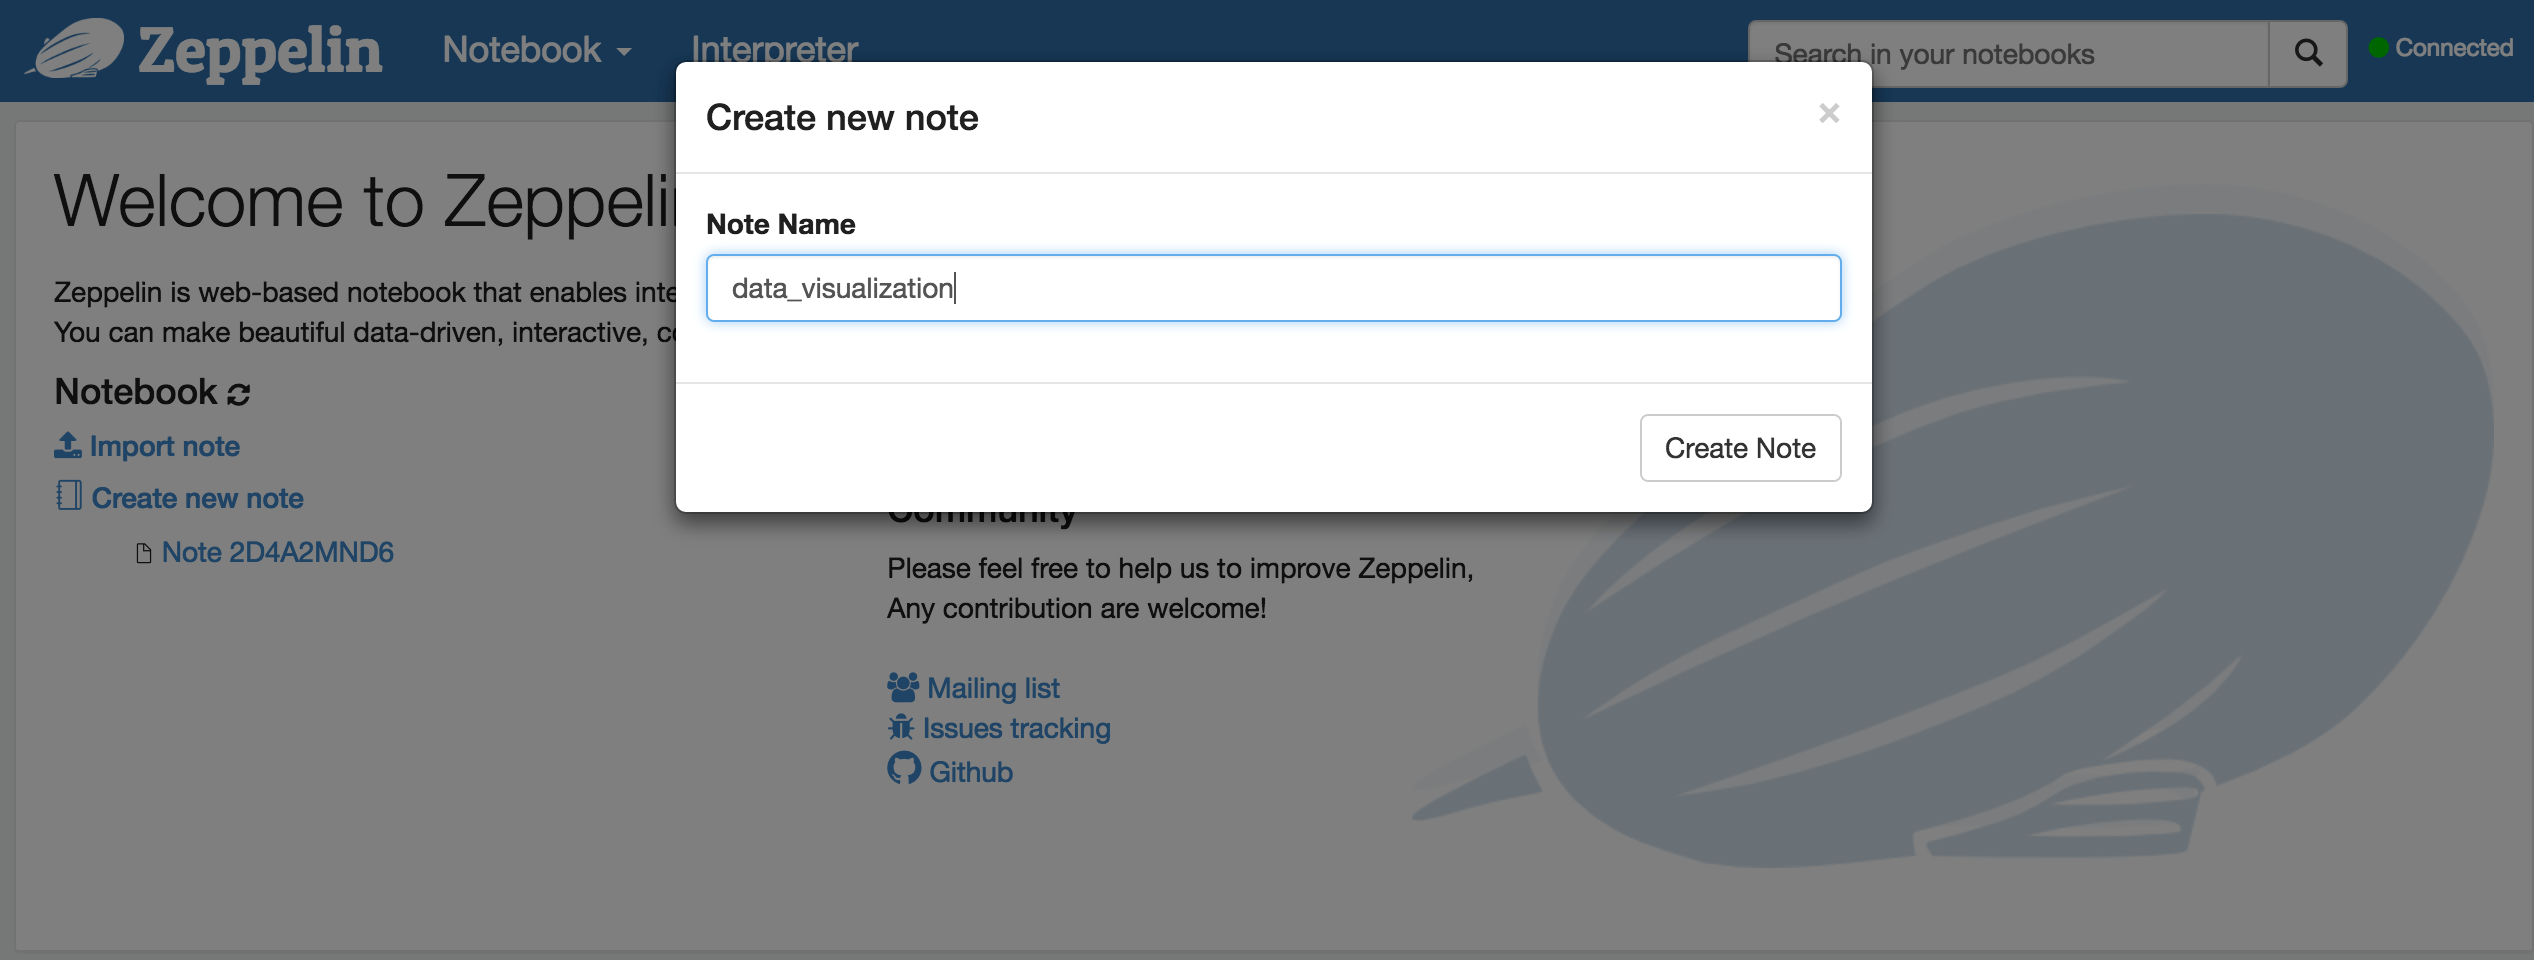 Zeppelin
Notebook
Interpreter
Search in your notebooks
Connected
Create new note
×
Note Name
data_visualization
Create Note
Welcome to Zeppelin
Zeppelin is web-based notebook that enables
You can make beautiful data-driven, interactive,
Notebook
Import note
Create new note
Note 2D4A2MND6
Community
Please feel free to help us to improve Zeppelin,
Any contribution are welcome!
Mailing list
Issues tracking
Github